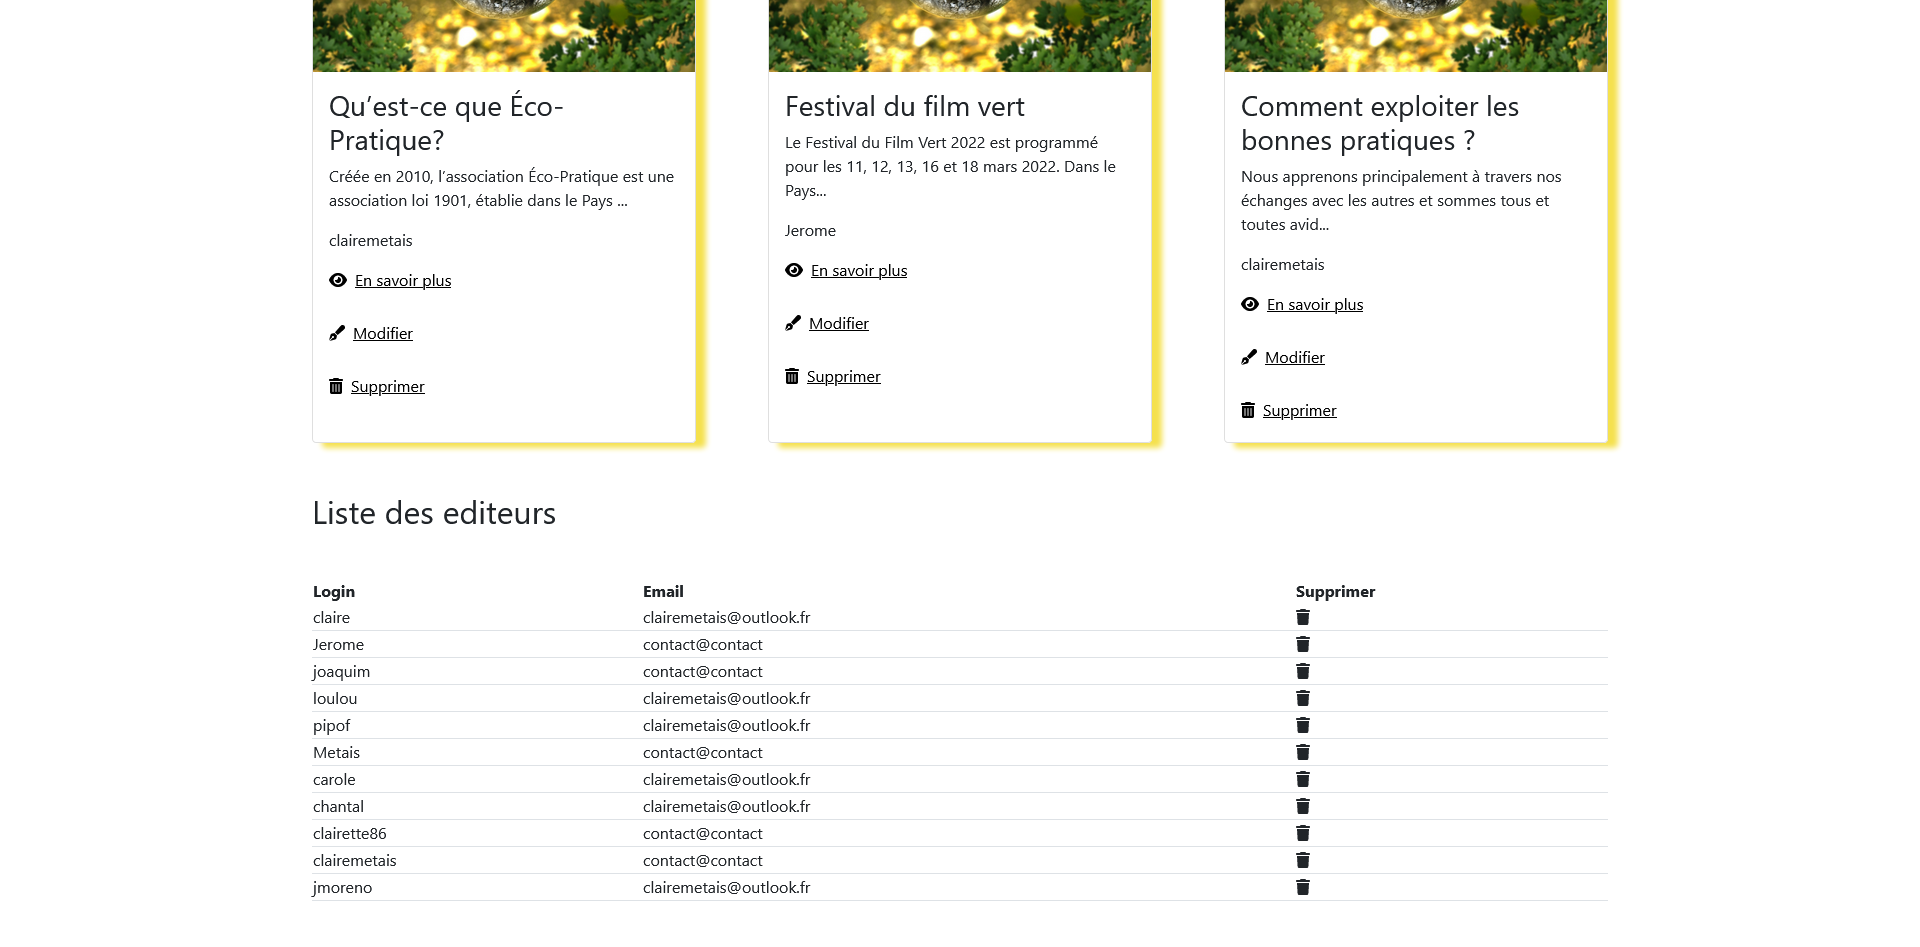 Qu’est-ce que Éco-
Pratique?
Créée en 2010, l’association Éco-Pratique est une
association loi 1901, établie dans le Pays ...
clairemetais
En savoir plus
Modifier
Supprimer
Festival du film vert
Le Festival du Film Vert 2022 est programmé
pour les 11, 12, 13, 16 et 18 mars 2022. Dans le
Pays...
Jerome
En savoir plus
Modifier
Supprimer
Comment exploiter les
bonnes pratiques ?
Nous apprenons principalement à travers nos
échanges avec les autres et sommes tous et
toutes avid...
clairemetais
En savoir plus
Modifier
Supprimer
Liste des editeurs
Login Email Supprimer
claire clairemetais@outlook.fr
Jerome contact@contact
joaquim contact@contact
loulou clairemetais@outlook.fr
pipof clairemetais@outlook.fr
Metais contact@contact
carole clairemetais@outlook.fr
chantal clairemetais@outlook.fr
clairette86 contact@contact
clairemetais contact@contact
jmoreno clairemetais@outlook.fr